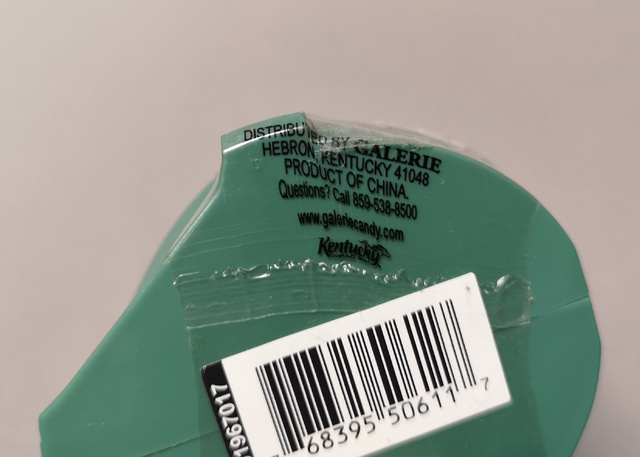 DISTRIBUTED BY GALERIE
HEBRON, KENTUCKY 41048
PRODUCT OF CHINA.
Questions? Call 859-538-8500
www.galeriecandy.com
Kentucky
68395 50611 7
1967017